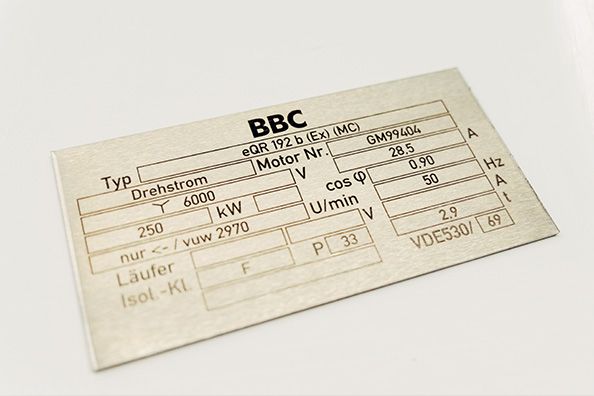 BBC
Typ eQR 192 b (Ex) (MC)
Drehstrom Motor Nr. GM99404
6000 V 28.5 A
250 kW cos φ 0.90
nur <- / vuw 2970 U/min 50 Hz
Läufer V A
Isol.-Kl. F P 33 2.9 t
VDE530/ 69